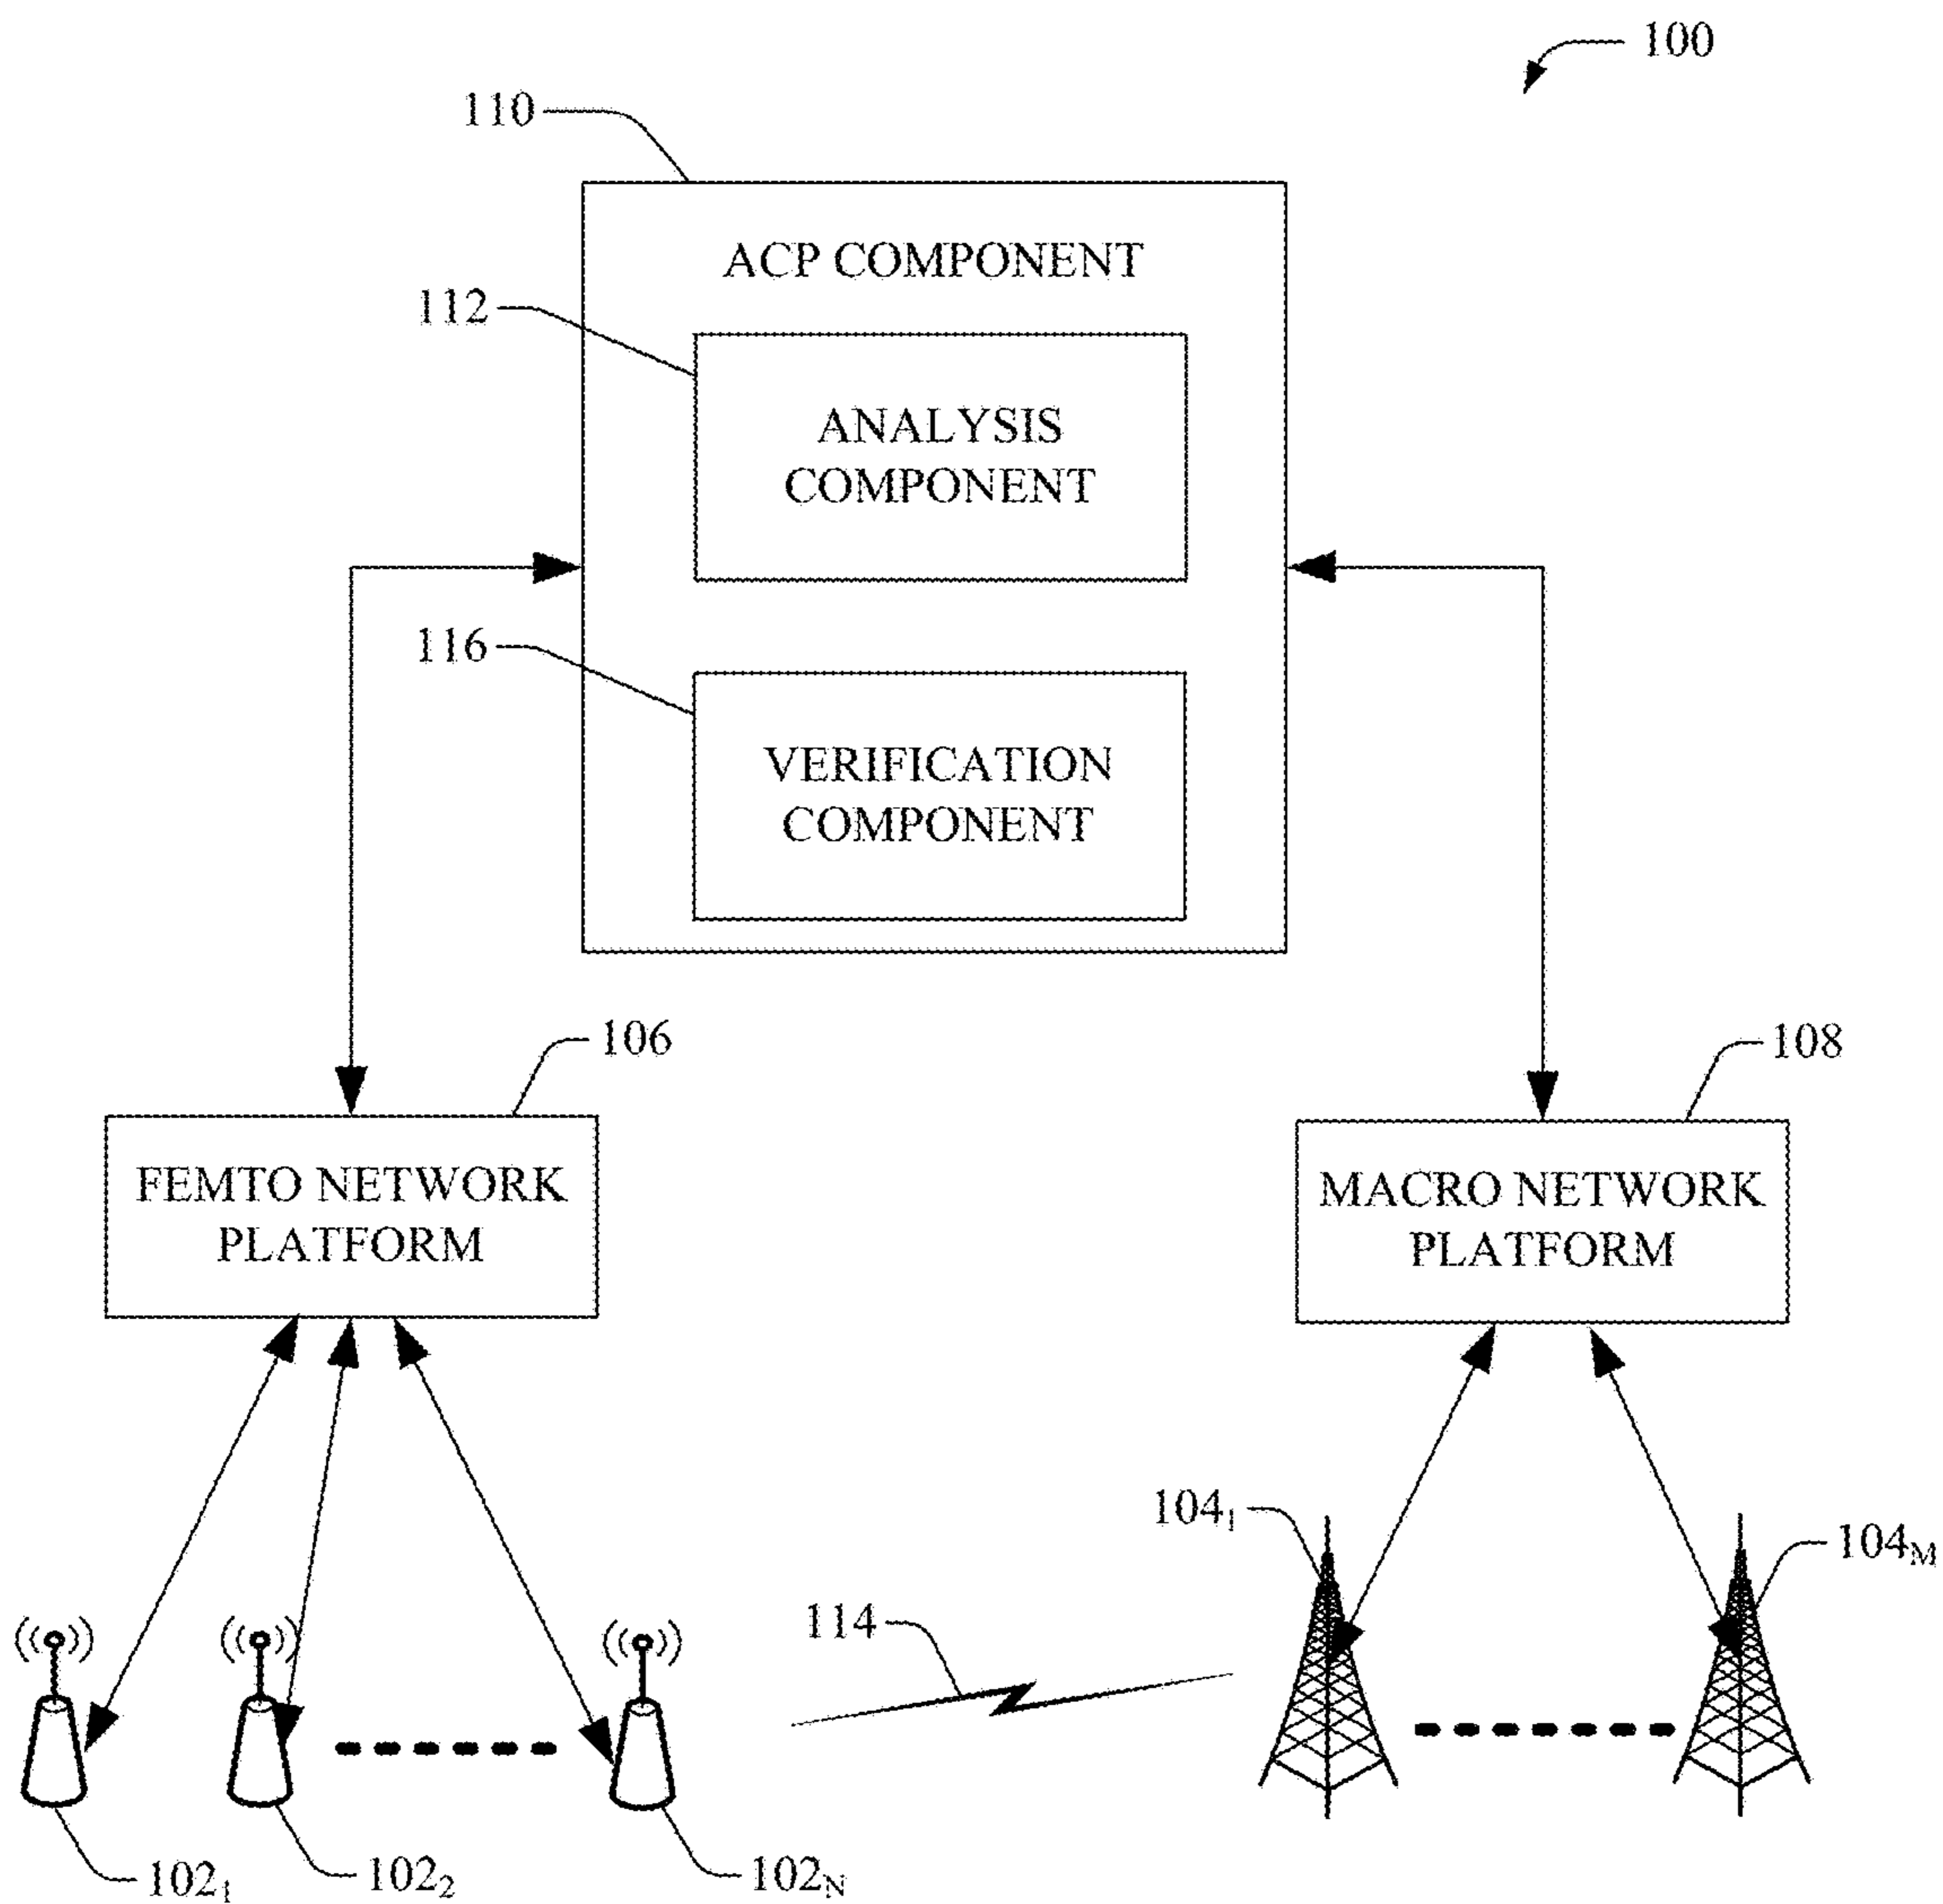 100
110
ACP COMPONENT
112
ANALYSIS
COMPONENT
116
VERIFICATION
COMPONENT
106
108
FEMTO NETWORK
PLATFORM
MACRO NETWORK
PLATFORM
104₁
104M
114
102₁
102₂
102N